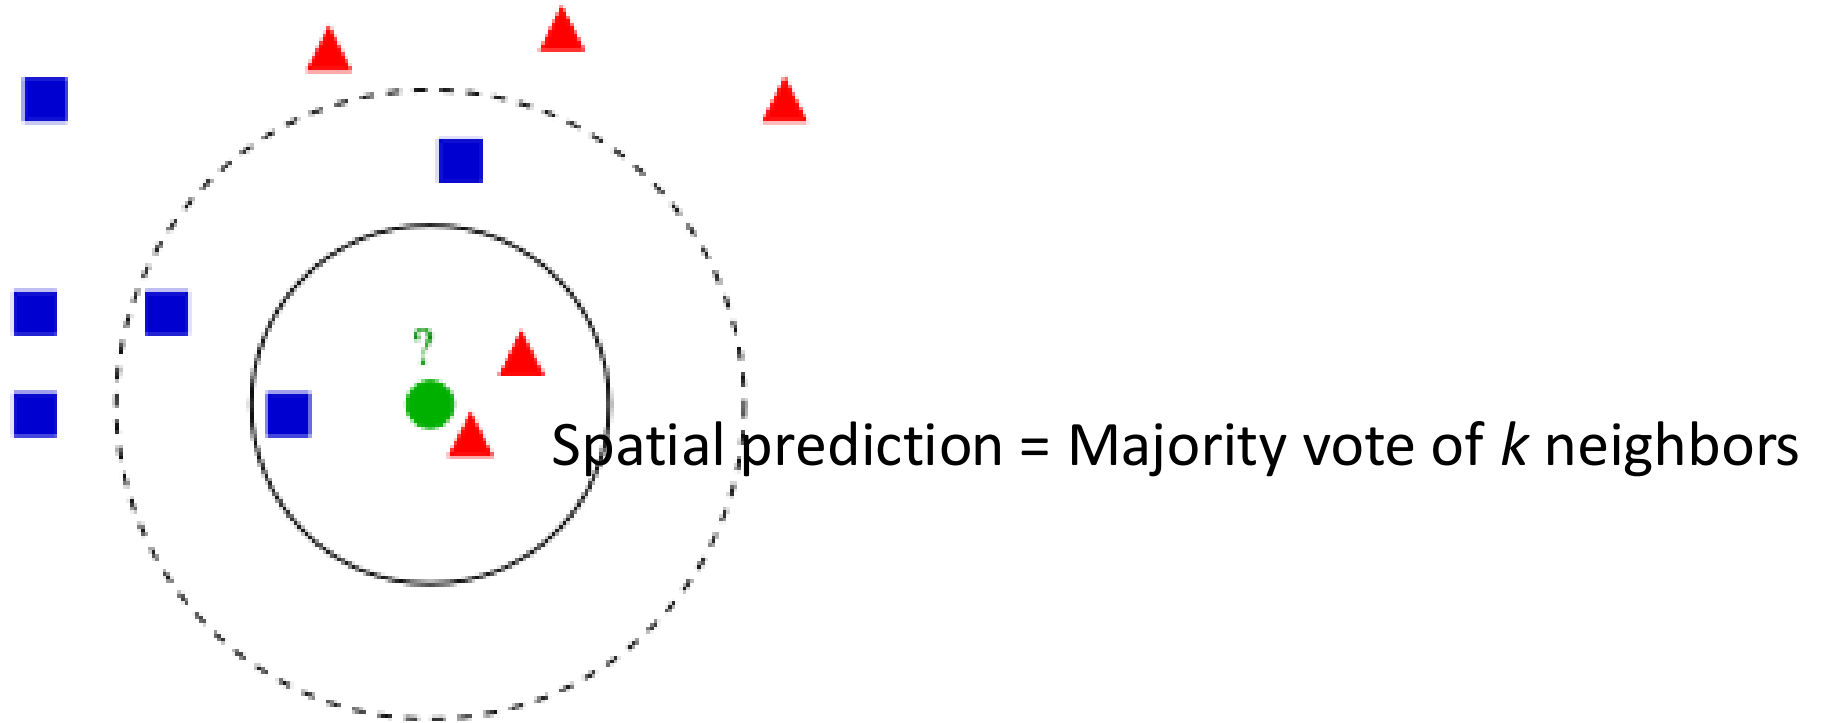 ?
Spatial prediction = Majority vote of k neighbors